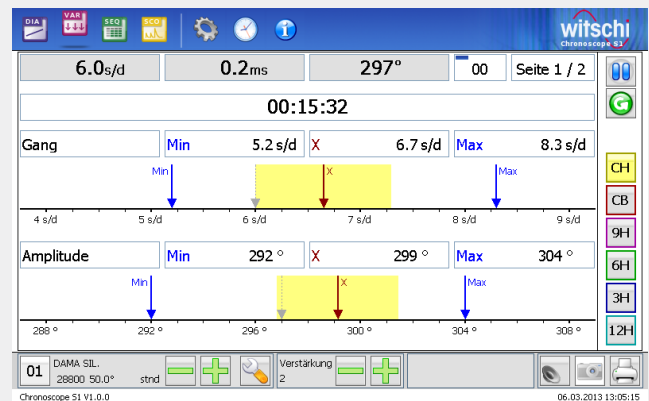 DIA VAR SEQ SCO witschi
Chronoscope S1
6.0s/d 0.2ms 297° 00 Seite 1 / 2
00:15:32
Gang Min 5.2 s/d X 6.7 s/d Max 8.3 s/d
Min X Max
4 s/d 5 s/d 6 s/d 7 s/d 8 s/d 9 s/d
Amplitude Min 292 ° X 299 ° Max 304 °
Min X Max
288 ° 292 ° 296 ° 300 ° 304 ° 308 °
CH
CB
9H
6H
3H
12H
01 DAMA SIL. Verstärkung
28800 50.0° stnd 2
Chronoscope S1 V1.0.0 06.03.2013 13:05:15